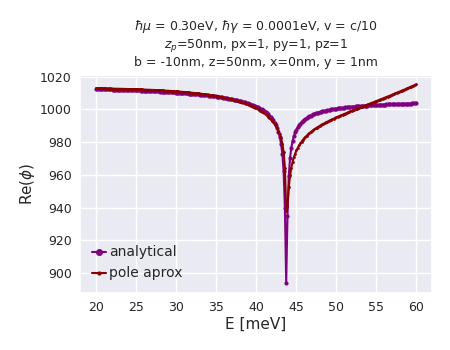 ħμ = 0.30eV, ħγ = 0.0001eV, v = c/10
z_p=50nm, px=1, py=1, pz=1
b = -10nm, z=50nm, x=0nm, y = 1nm
1020
1000
980
960
940
920
900
Re(ϕ)
analytical
pole aprox
20 25 30 35 40 45 50 55 60
E [meV]